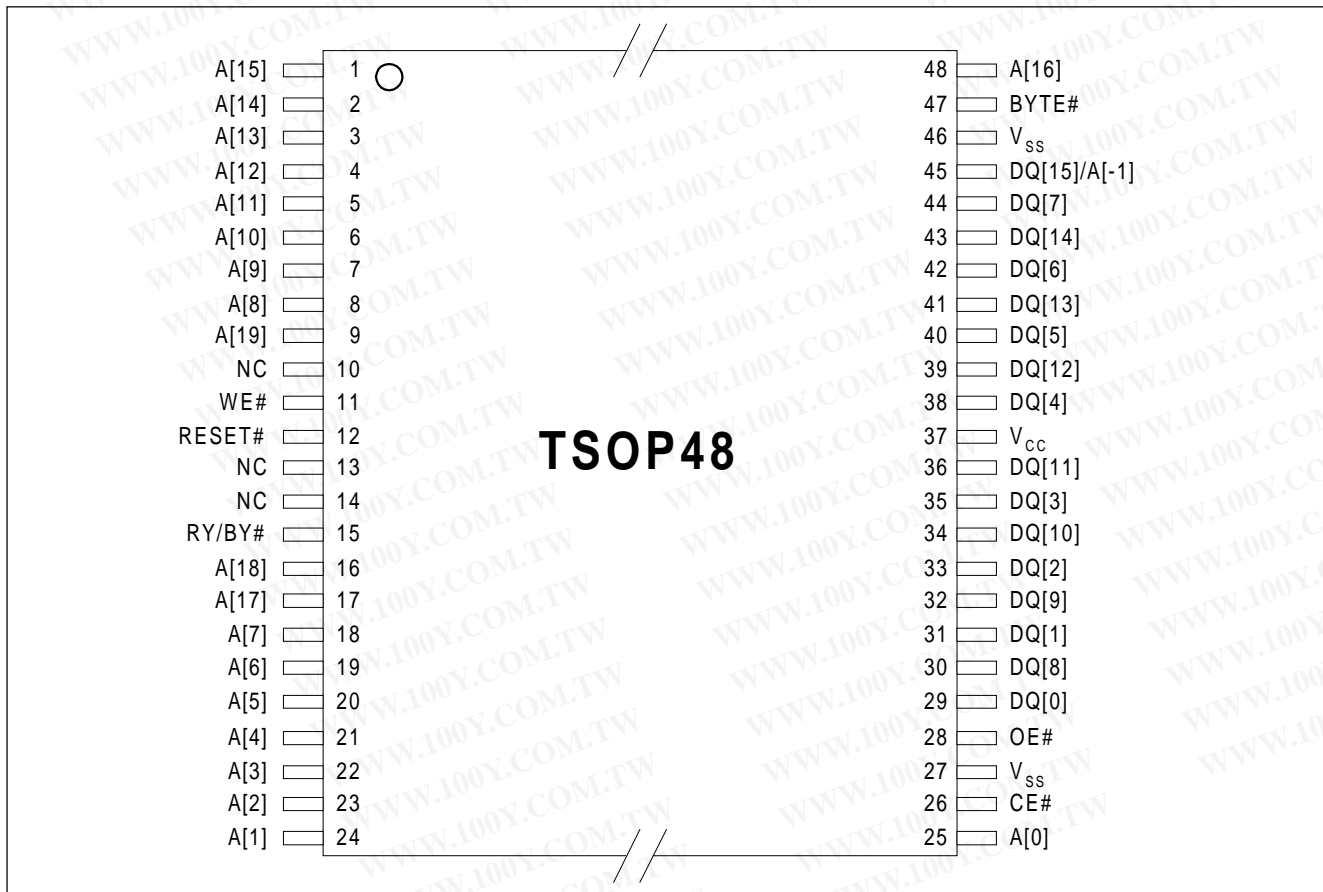 A[15] 1 48 A[16]
A[14] 2 47 BYTE#
A[13] 3 46 VSS
A[12] 4 45 DQ[15]/A[-1]
A[11] 5 44 DQ[7]
A[10] 6 43 DQ[14]
A[9] 7 42 DQ[6]
A[8] 8 41 DQ[13]
A[19] 9 40 DQ[5]
NC 10 39 DQ[12]
WE# 11 38 DQ[4]
RESET# 12 37 VCC
TSOP48
NC 13 36 DQ[11]
NC 14 35 DQ[3]
RY/BY# 15 34 DQ[10]
A[18] 16 33 DQ[2]
A[17] 17 32 DQ[9]
A[7] 18 31 DQ[1]
A[6] 19 30 DQ[8]
A[5] 20 29 DQ[0]
A[4] 21 28 OE#
A[3] 22 27 VSS
A[2] 23 26 CE#
A[1] 24 25 A[0]
WWW.100Y.COM.TW